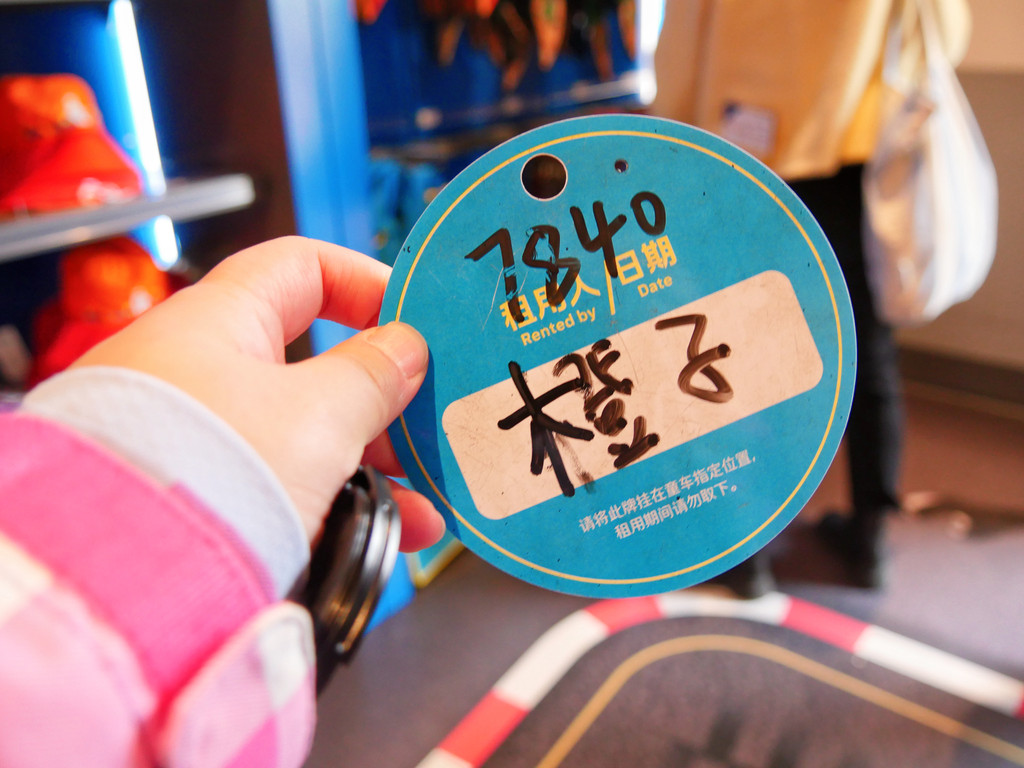 7840
租用人/日期
Rented by Date
橙子
请将此牌挂在童车指定位置,
租用期间请勿取下。